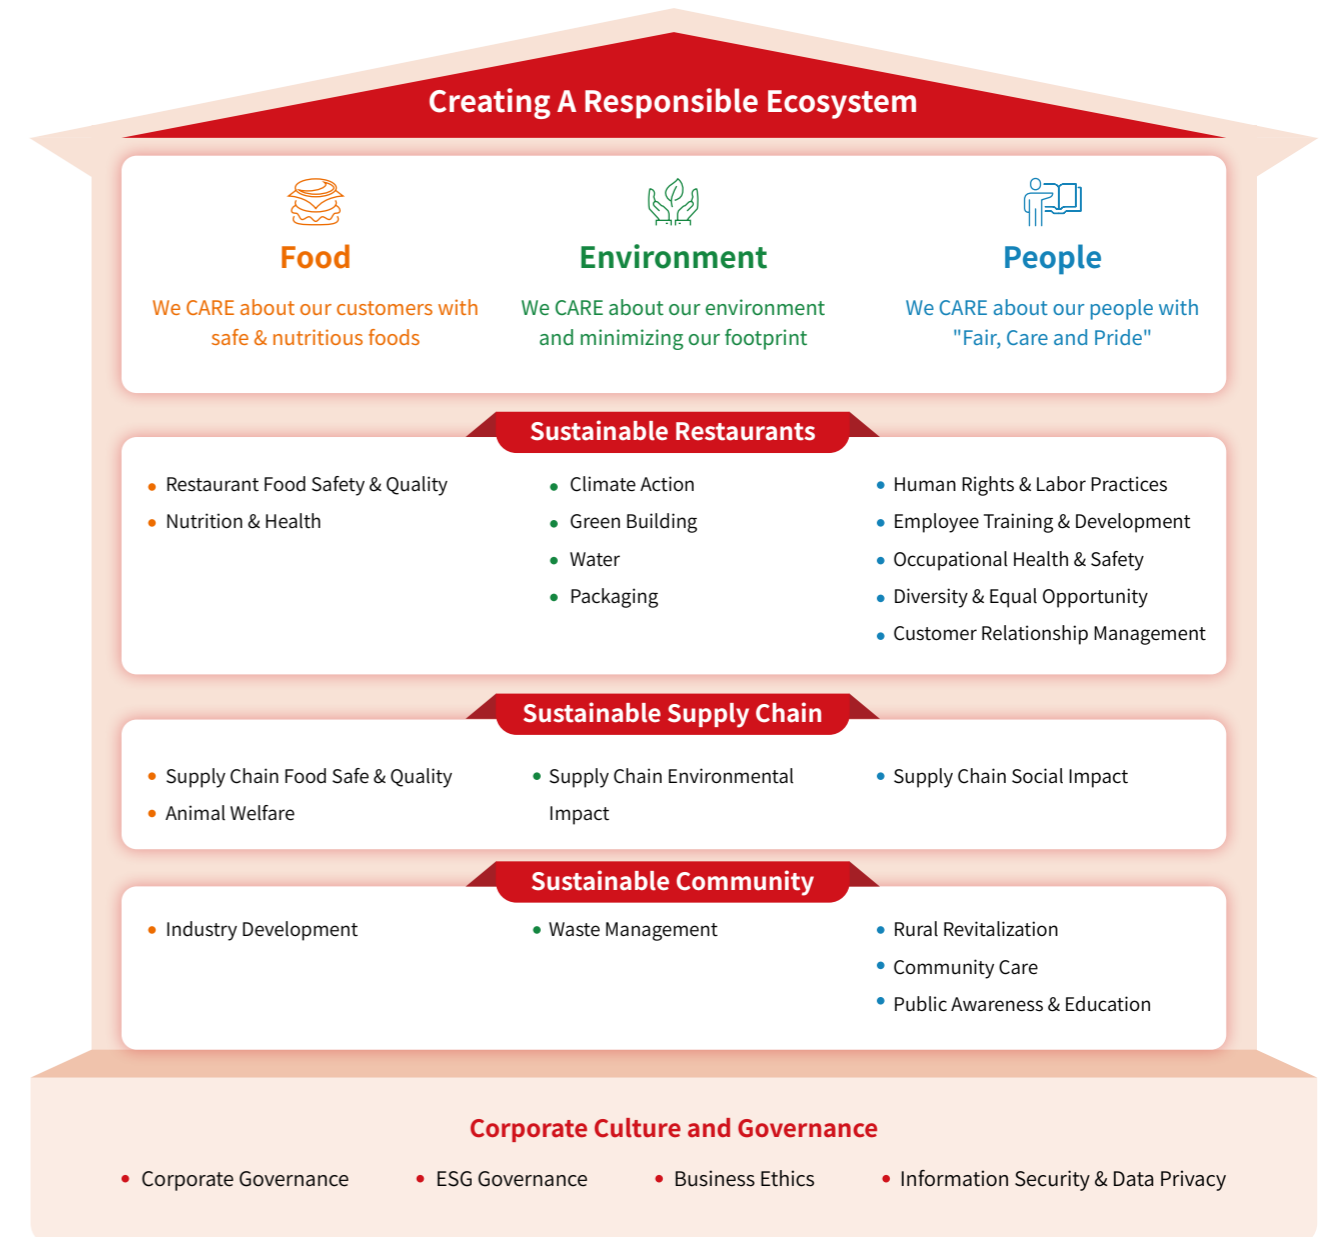 Creating A Responsible Ecosystem
Food
We CARE about our customers with
safe & nutritious foods
Environment
We CARE about our environment
and minimizing our footprint
People
We CARE about our people with
"Fair, Care and Pride"
Sustainable Restaurants
Restaurant Food Safety & Quality
Nutrition & Health
Climate Action
Green Building
Water
Packaging
Human Rights & Labor Practices
Employee Training & Development
Occupational Health & Safety
Diversity & Equal Opportunity
Customer Relationship Management
Sustainable Supply Chain
Supply Chain Food Safe & Quality
Animal Welfare
Supply Chain Environmental
Impact
Supply Chain Social Impact
Sustainable Community
Industry Development
Waste Management
Rural Revitalization
Community Care
Public Awareness & Education
Corporate Culture and Governance
Corporate Governance
ESG Governance
Business Ethics
Information Security & Data Privacy